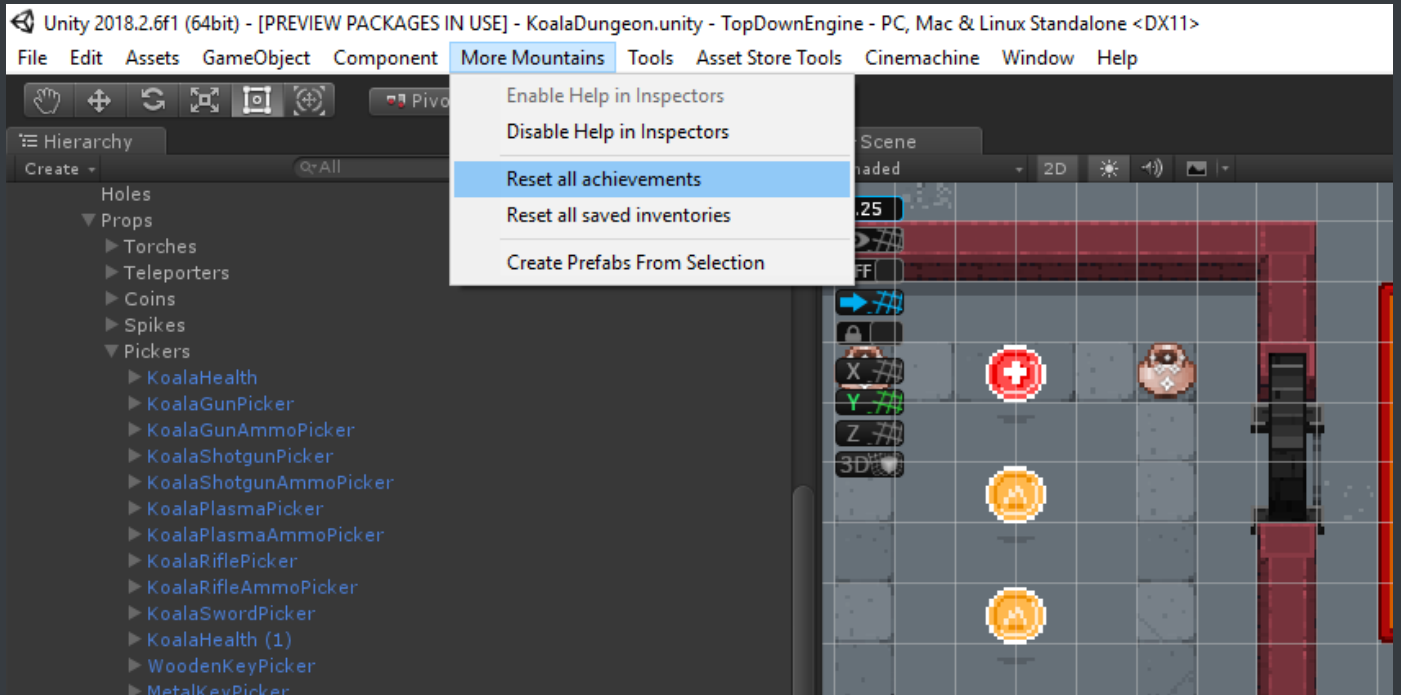 Unity 2018.2.6f1 (64bit) - [PREVIEW PACKAGES IN USE] - KoalaDungeon.unity - TopDownEngine - PC, Mac & Linux Standalone <DX11>
File Edit Assets GameObject Component More Mountains Tools Asset Store Tools Cinemachine Window Help
Enable Help in Inspectors
Disable Help in Inspectors
Reset all achievements
Reset all saved inventories
Create Prefabs From Selection
Pivo
Hierarchy
Create
All
Holes
Props
Torches
Teleporters
Coins
Spikes
Pickers
KoalaHealth
KoalaGunPicker
KoalaGunAmmoPicker
KoalaShotgunPicker
KoalaShotgunAmmoPicker
KoalaPlasmaPicker
KoalaPlasmaAmmoPicker
KoalaRiflePicker
KoalaRifleAmmoPicker
KoalaSwordPicker
KoalaHealth (1)
WoodenKeyPicker
MetalKeyPicker
Scene
haded
2D
.25
FF
X
Y
Z
3D